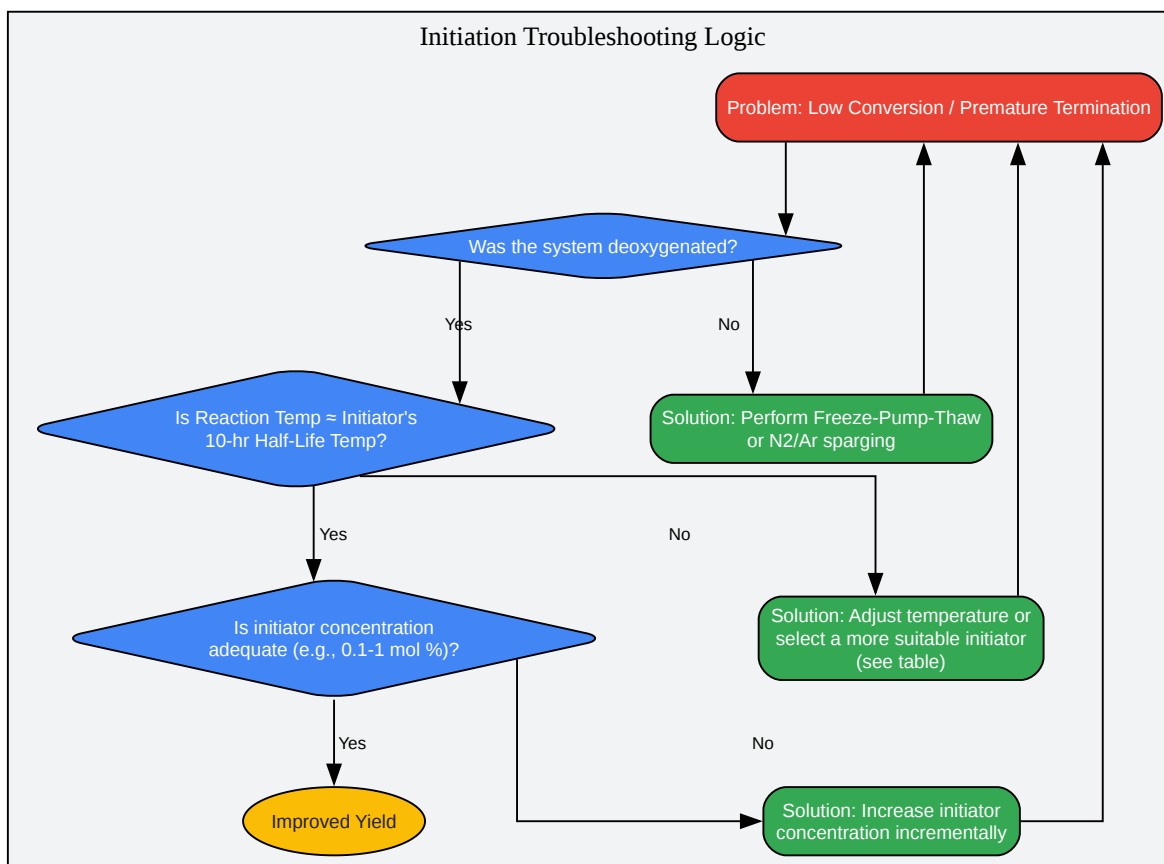 Initiation Troubleshooting Logic
Problem: Low Conversion / Premature Termination
Was the system deoxygenated?
Yes
No
Is Reaction Temp ≈ Initiator's
10-hr Half-Life Temp?
Solution: Perform Freeze-Pump-Thaw
or N2/Ar sparging
Yes
No
Is initiator concentration
adequate (e.g., 0.1-1 mol %)?
Solution: Adjust temperature or
select a more suitable initiator
(see table)
Yes
No
Improved Yield
Solution: Increase initiator
concentration incrementally